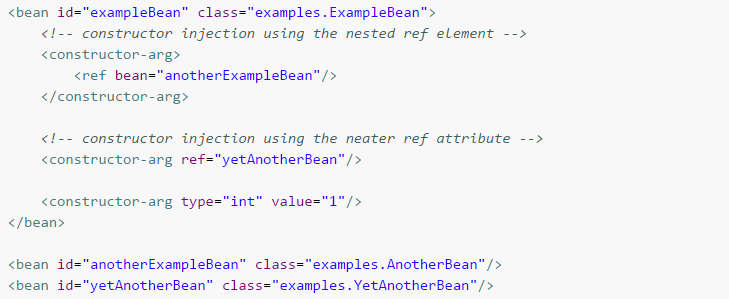 <bean id="exampleBean" class="examples.ExampleBean">
    <!-- constructor injection using the nested ref element -->
    <constructor-arg>
        <ref bean="anotherExampleBean"/>
    </constructor-arg>

    <!-- constructor injection using the neater ref attribute -->
    <constructor-arg ref="yetAnotherBean"/>

    <constructor-arg type="int" value="1"/>
</bean>

<bean id="anotherExampleBean" class="examples.AnotherBean"/>
<bean id="yetAnotherBean" class="examples.YetAnotherBean"/>